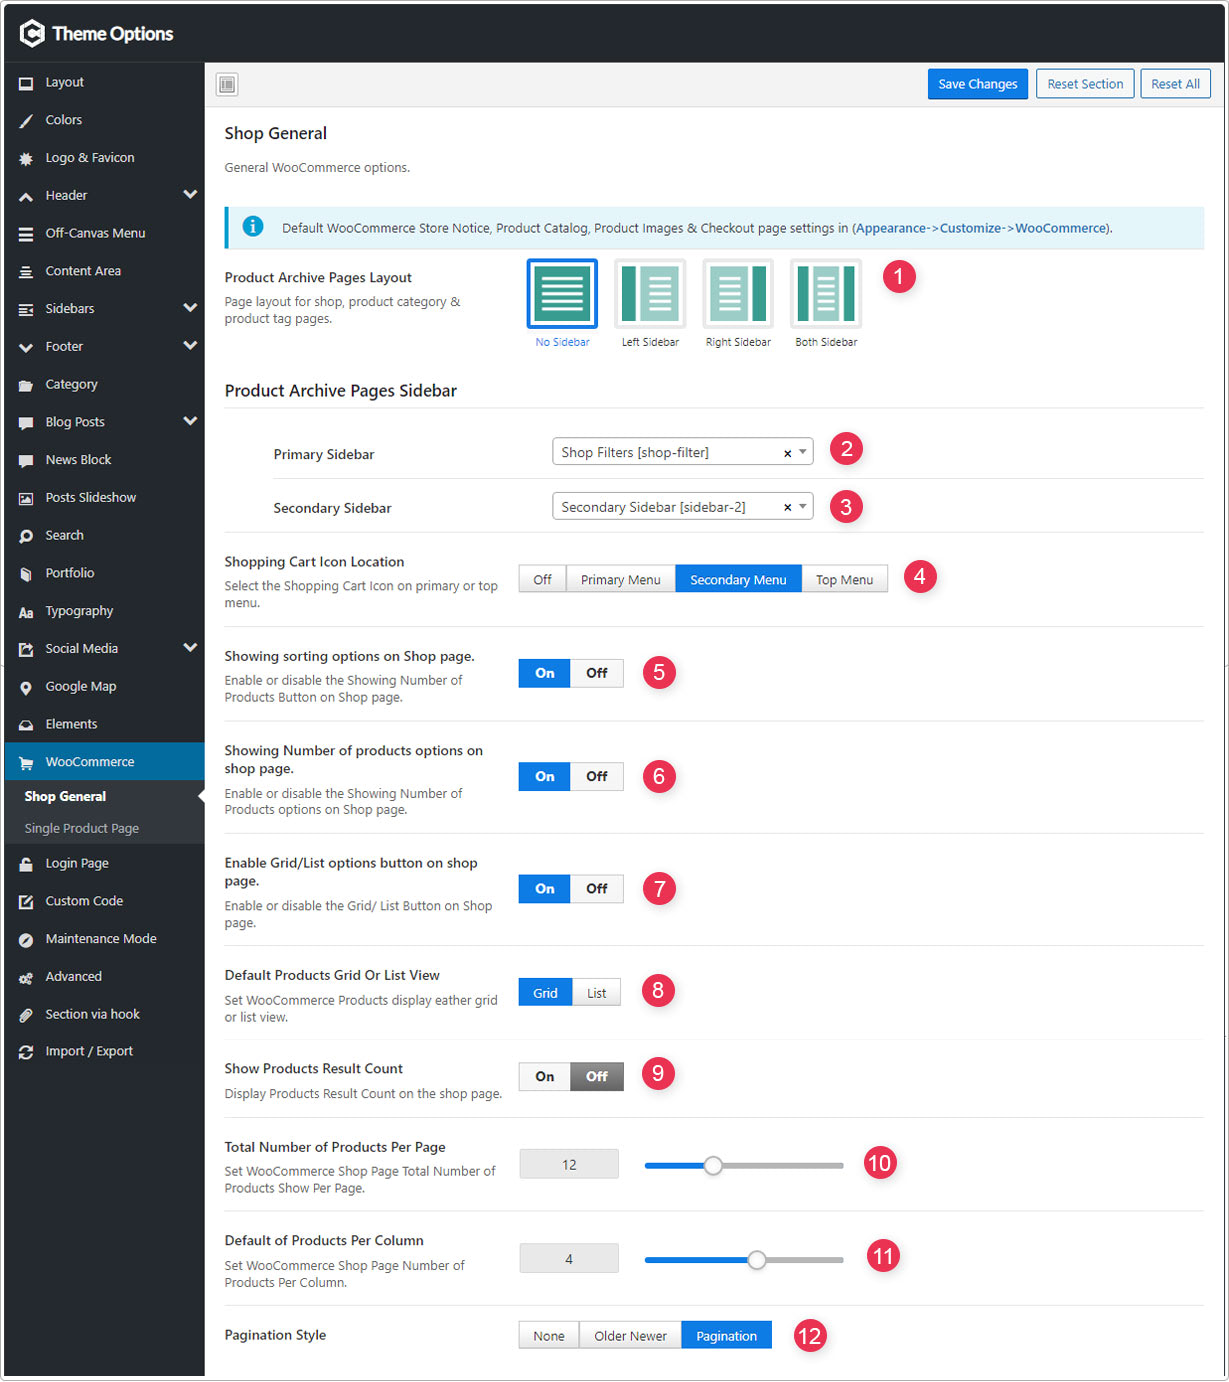 Theme Options
Layout
Colors
Logo & Favicon
Header
Off-Canvas Menu
Content Area
Sidebars
Footer
Category
Blog Posts
News Block
Posts Slideshow
Search
Portfolio
Aa Typography
Social Media
Google Map
Elements
WooCommerce
Shop General
Single Product Page
Login Page
Custom Code
Maintenance Mode
Advanced
Section via hook
Import / Export
Save Changes
Reset Section
Reset All
Shop General
General WooCommerce options.
Default WooCommerce Store Notice, Product Catalog, Product Images & Checkout page settings in (Appearance->Customize->WooCommerce).
Product Archive Pages Layout
Page layout for shop, product category &
product tag pages.
No Sidebar
Left Sidebar
Right Sidebar
Both Sidebar
1
Product Archive Pages Sidebar
Primary Sidebar
Shop Filters [shop-filter]
×
2
Secondary Sidebar
Secondary Sidebar [sidebar-2]
×
3
Shopping Cart Icon Location
Select the Shopping Cart Icon on primary or top
menu.
Off
Primary Menu
Secondary Menu
Top Menu
4
Showing sorting options on Shop page.
Enable or disable the Showing Number of
Products Button on Shop page.
On
Off
5
Showing Number of products options on
shop page.
Enable or disable the Showing Number of
Products options on Shop page.
On
Off
6
Enable Grid/List options button on shop
page.
Enable or disable the Grid/ List Button on Shop
page.
On
Off
7
Default Products Grid Or List View
Set WooCommerce Products display eather grid
or list view.
Grid
List
8
Show Products Result Count
Display Products Result Count on the shop page.
On
Off
9
Total Number of Products Per Page
Set WooCommerce Shop Page Total Number of
Products Show Per Page.
12
10
Default of Products Per Column
Set WooCommerce Shop Page Number of
Products Per Column.
4
11
Pagination Style
None
Older Newer
Pagination
12